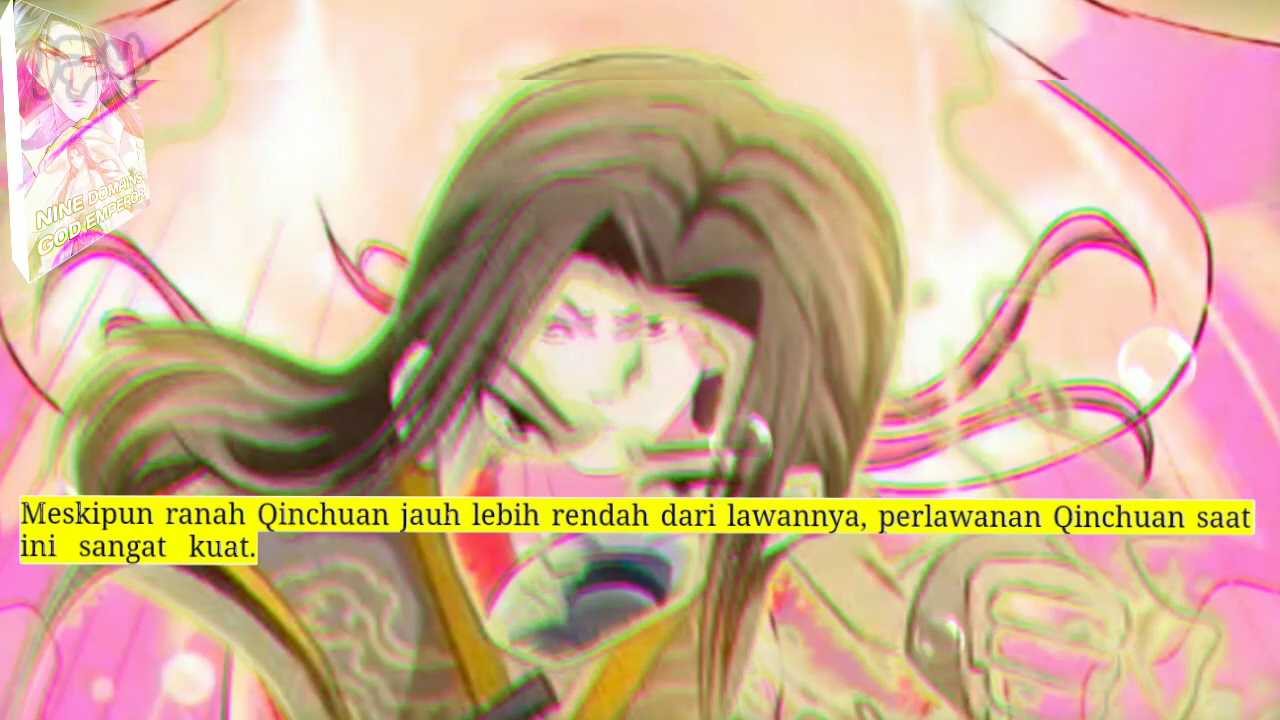 NINE DOMAINS
GOD EMPEROR
Meskipun ranah Qinchuan jauh lebih rendah dari lawannya, perlawanan Qinchuan saat
ini sangat kuat.